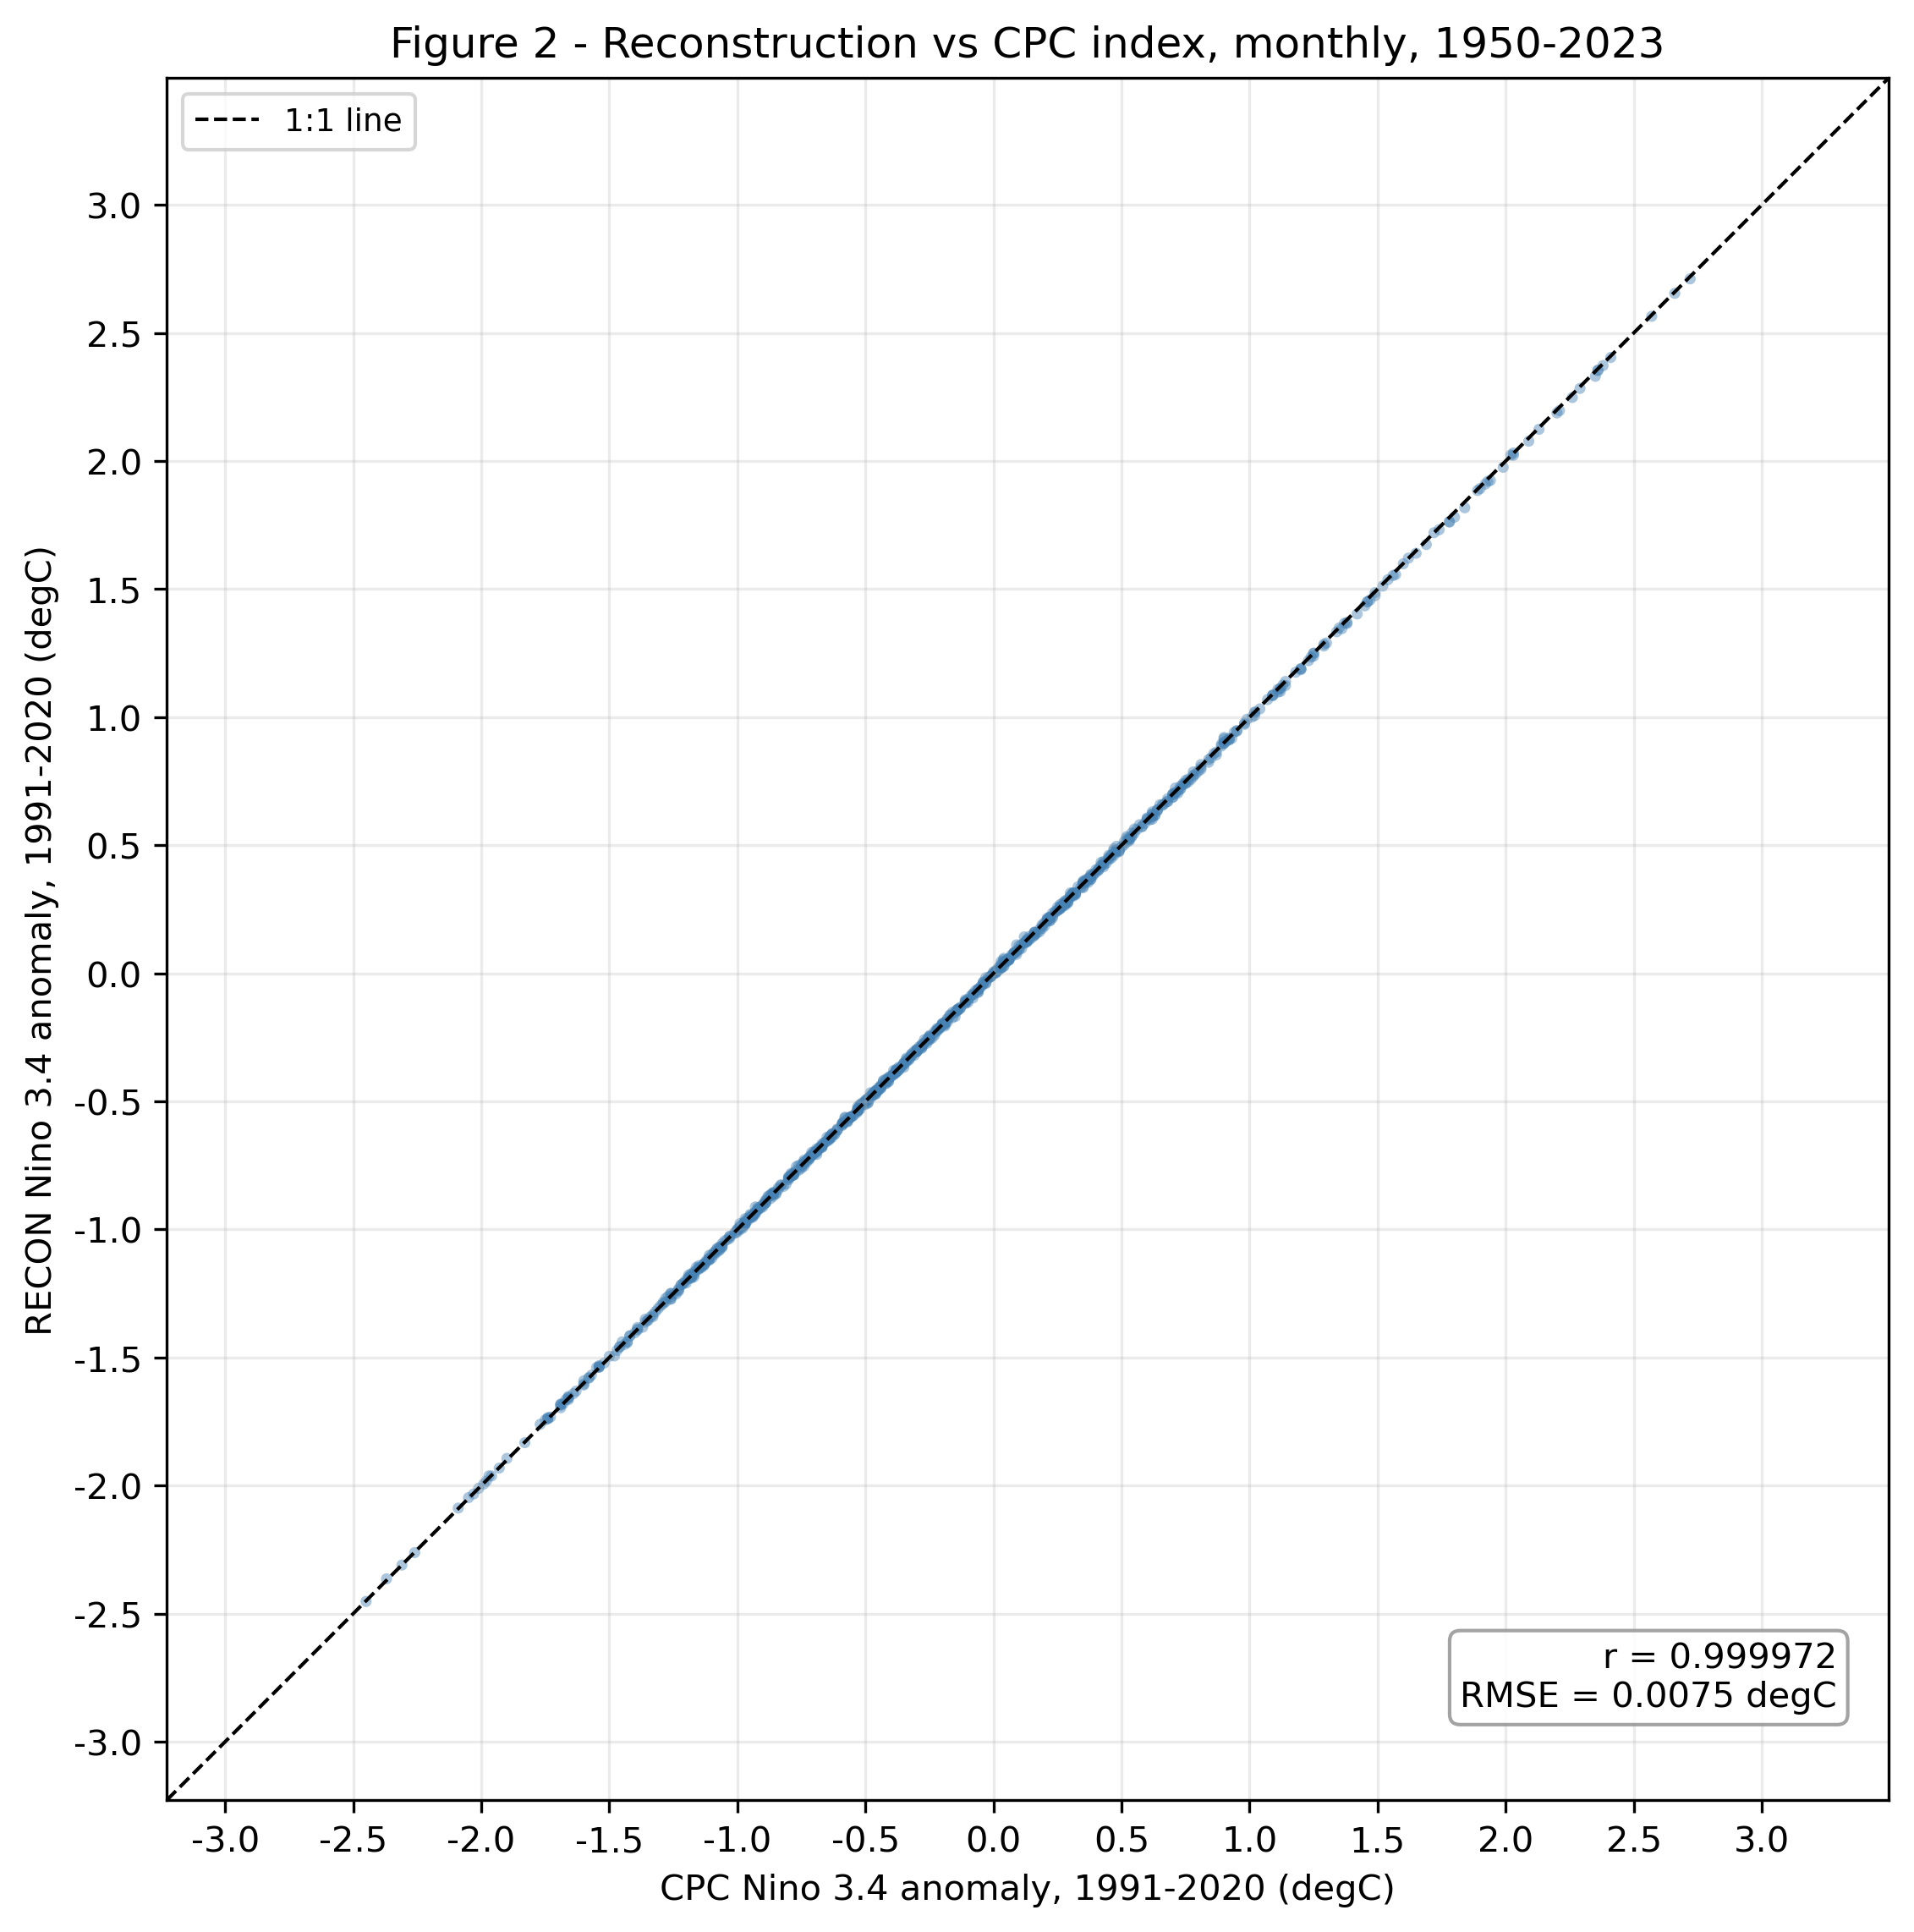 Figure 2 - Reconstruction vs CPC index, monthly, 1950-2023
1:1 line
RECON Nino 3.4 anomaly, 1991-2020 (degC)
3.0
2.5
2.0
1.5
1.0
0.5
0.0
-0.5
-1.0
-1.5
-2.0
-2.5
-3.0
r = 0.999972
RMSE = 0.0075 degC
-3.0 -2.5 -2.0 -1.5 -1.0 -0.5 0.0 0.5 1.0 1.5 2.0 2.5 3.0
CPC Nino 3.4 anomaly, 1991-2020 (degC)